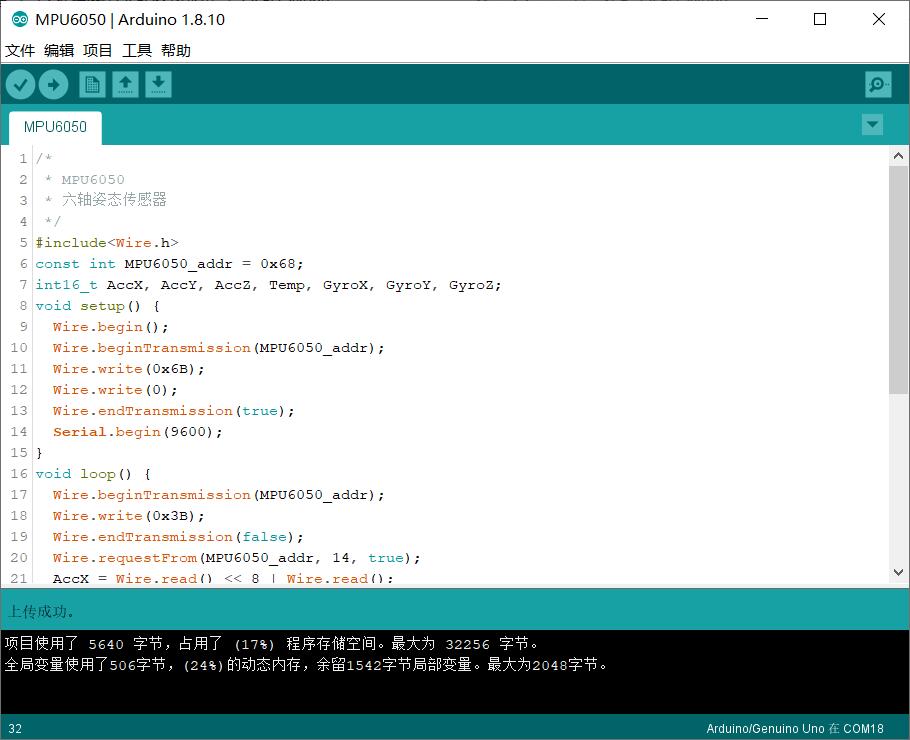 MPU6050 | Arduino 1.8.10
文件 编辑 项目 工具 帮助
MPU6050
1 /*
2  * MPU6050
3  * 六轴姿态传感器
4  */
5 #include<Wire.h>
6 const int MPU6050_addr = 0x68;
7 int16_t AccX, AccY, AccZ, Temp, GyroX, GyroY, GyroZ;
8 void setup() {
9   Wire.begin();
10   Wire.beginTransmission(MPU6050_addr);
11   Wire.write(0x6B);
12   Wire.write(0);
13   Wire.endTransmission(true);
14   Serial.begin(9600);
15 }
16 void loop() {
17   Wire.beginTransmission(MPU6050_addr);
18   Wire.write(0x3B);
19   Wire.endTransmission(false);
20   Wire.requestFrom(MPU6050_addr, 14, true);
21   AccX = Wire.read() << 8 | Wire.read();
上传成功。
项目使用了 5640 字节，占用了 (17%) 程序存储空间。最大为 32256 字节。
全局变量使用了506字节，(24%)的动态内存，余留1542字节局部变量。最大为2048字节。
32
Arduino/Genuino Uno 在 COM18